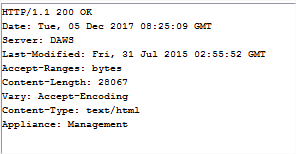 HTTP/1.1 200 OK
Date: Tue, 05 Dec 2017 08:25:09 GMT
Server: DAWS
Last-Modified: Fri, 31 Jul 2015 02:55:52 GMT
Accept-Ranges: bytes
Content-Length: 28067
Vary: Accept-Encoding
Content-Type: text/html
Appliance: Management